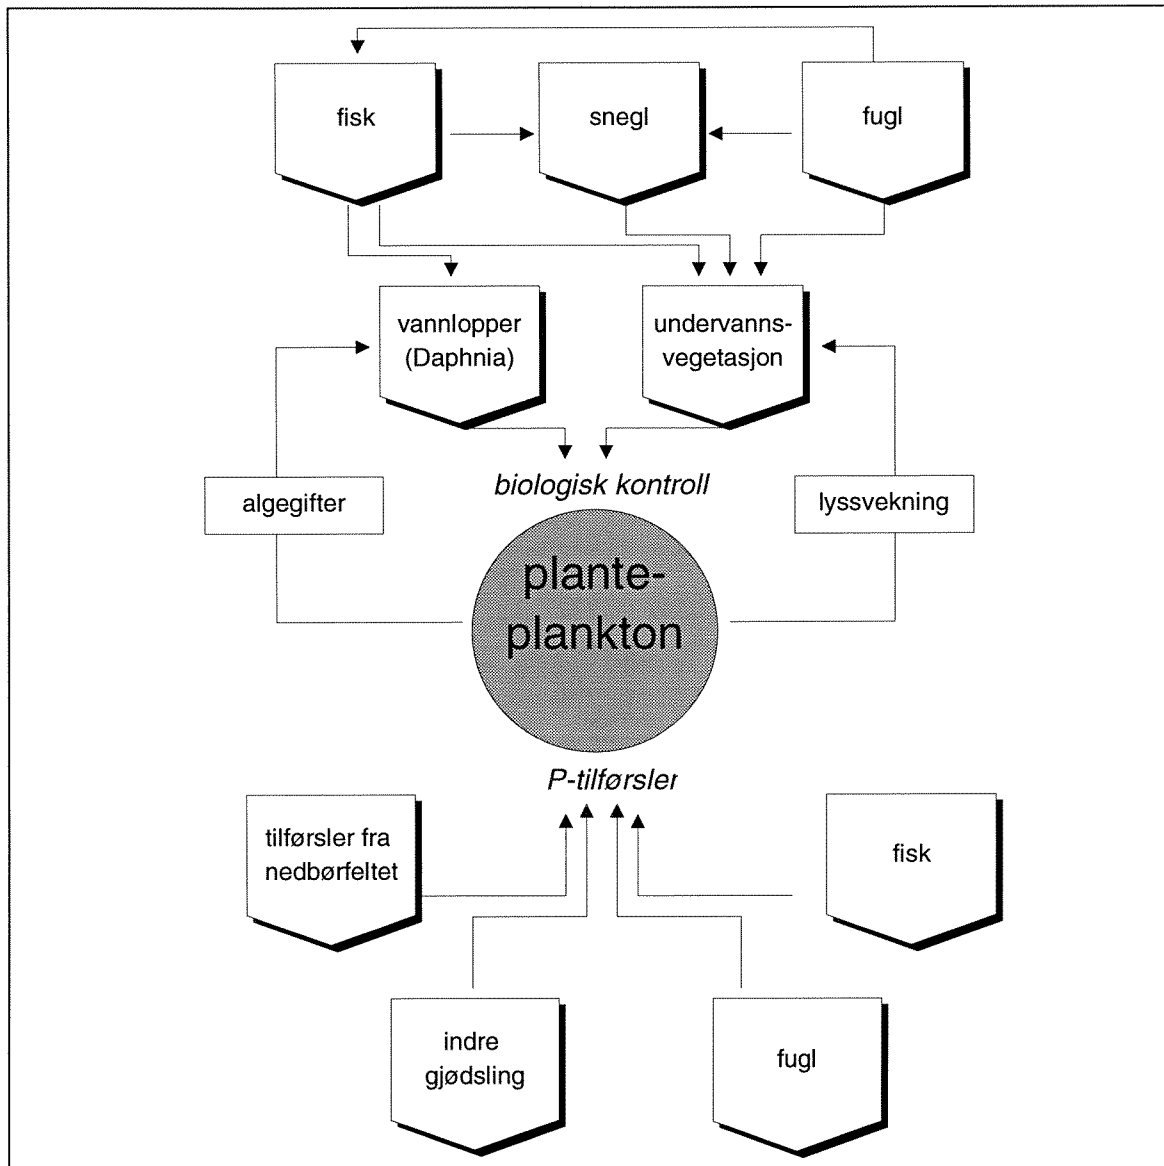 fisk
snegl
fugl
vannlopper
(Daphnia)
undervanns-
vegetasjon
algegifter
biologisk kontroll
lyssvekning
plante-
plankton
P-tilførsler
tilførsler fra
nedbørfeltet
fisk
indre
gjødsling
fugl